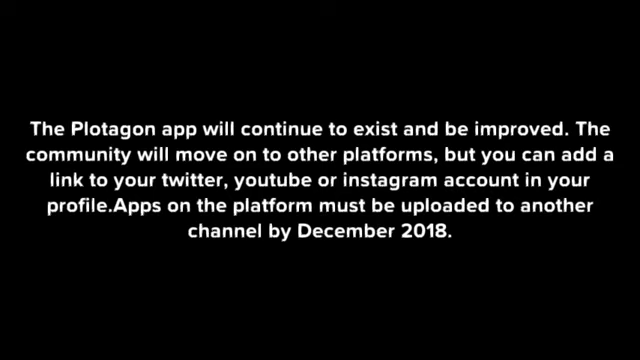 The Plotagon app will continue to exist and be improved. The
community will move on to other platforms, but you can add a
link to your twitter, youtube or instagram account in your
profile.Apps on the platform must be uploaded to another
channel by December 2018.